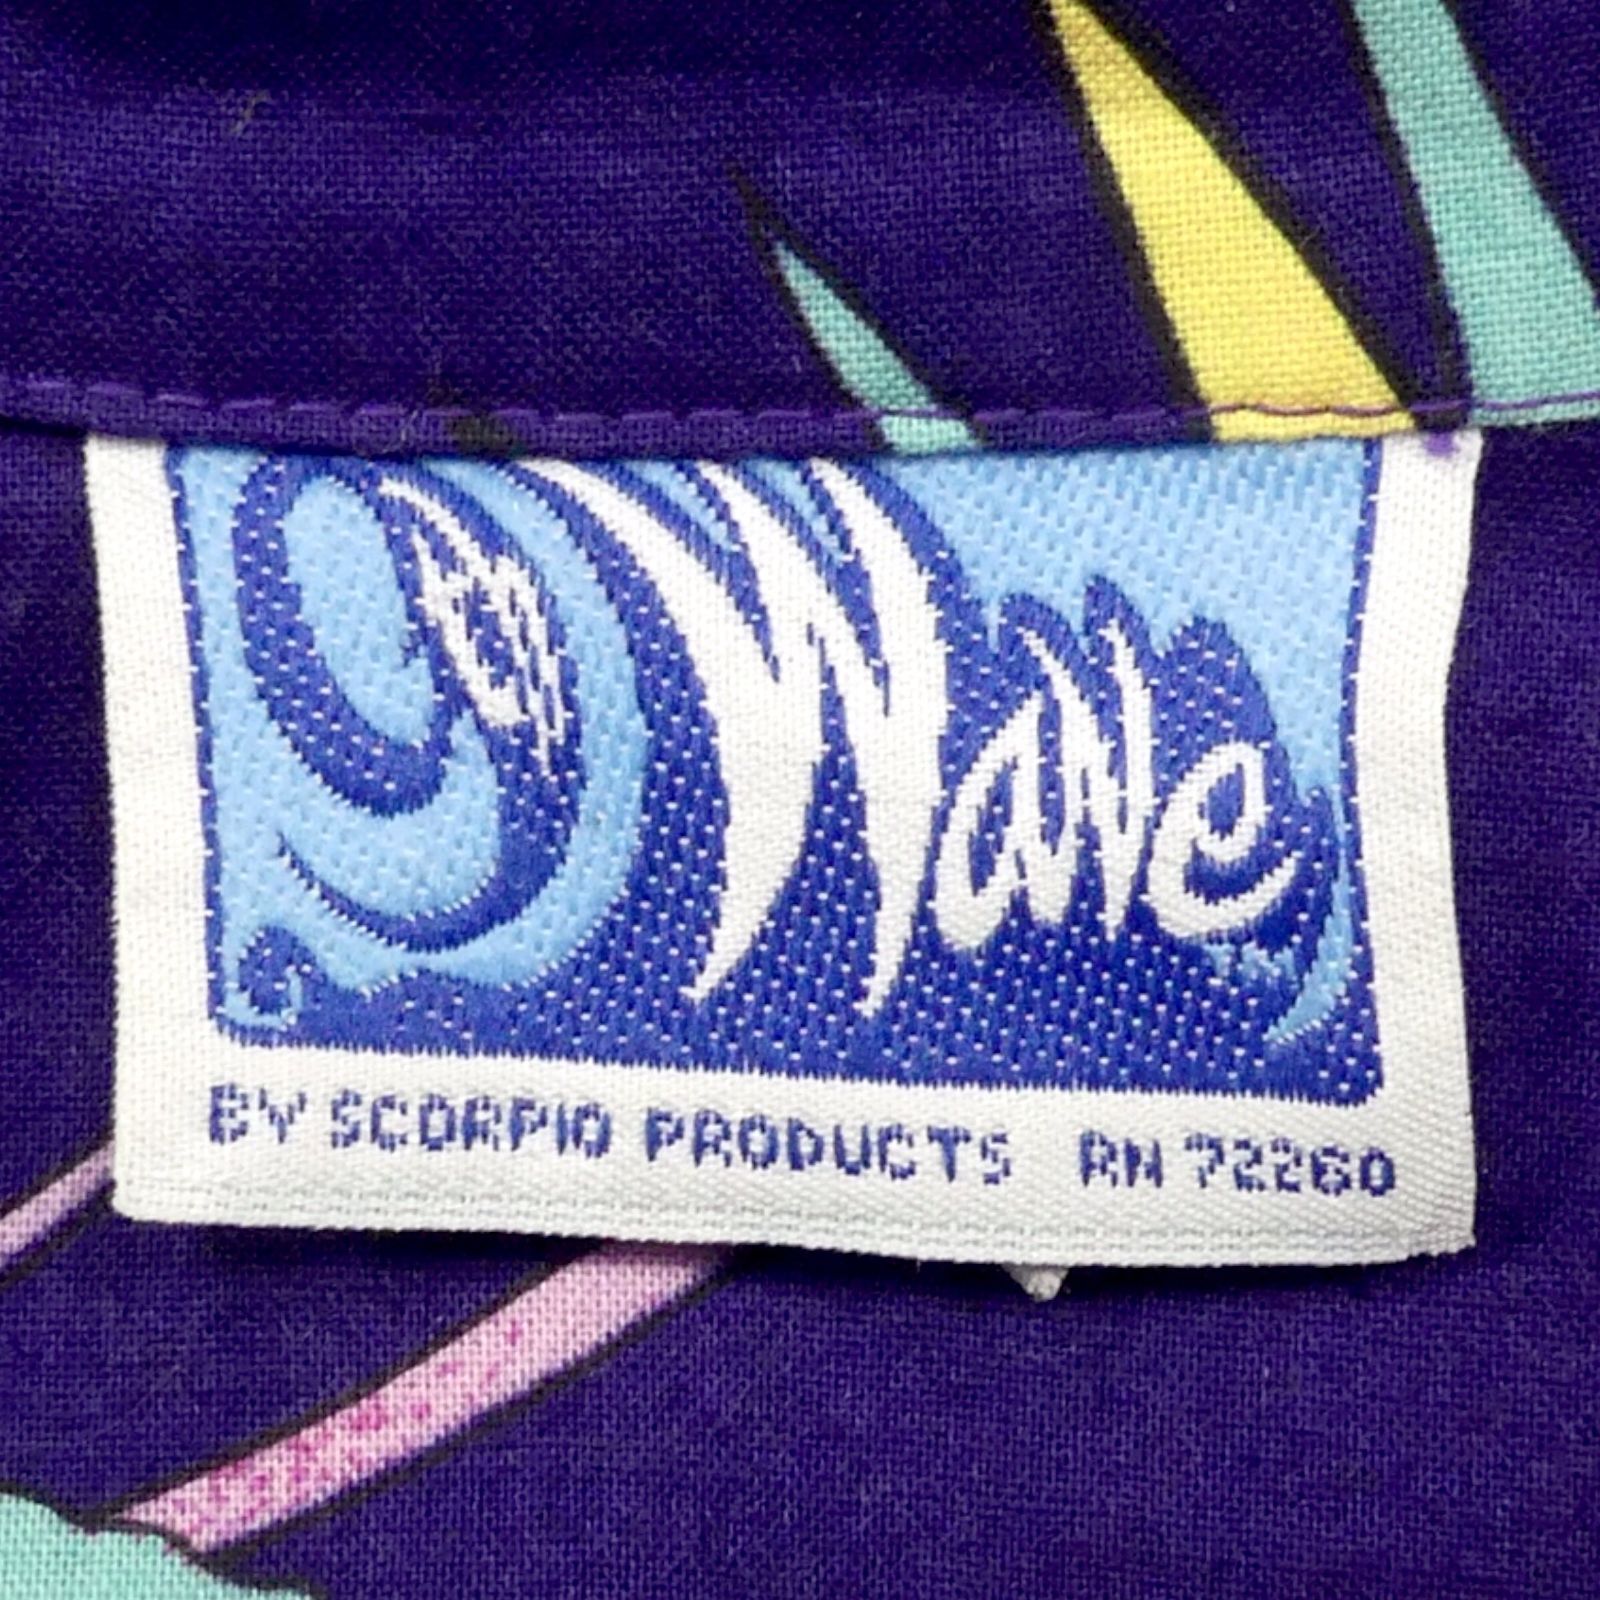 Wave
BY SCORPIO PRODUCTS RN 72260